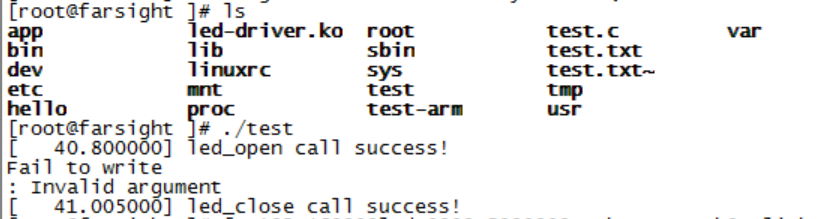 [root@farsight ]# ls
app led-driver.ko root test.c var
bin lib sbin test.txt
dev linuxrc sys test.txt~
etc mnt test tmp
hello proc test-arm usr
[root@farsight ]# ./test
[   40.800000] led_open call success!
Fail to write
: Invalid argument
[   41.005000] led_close call success!